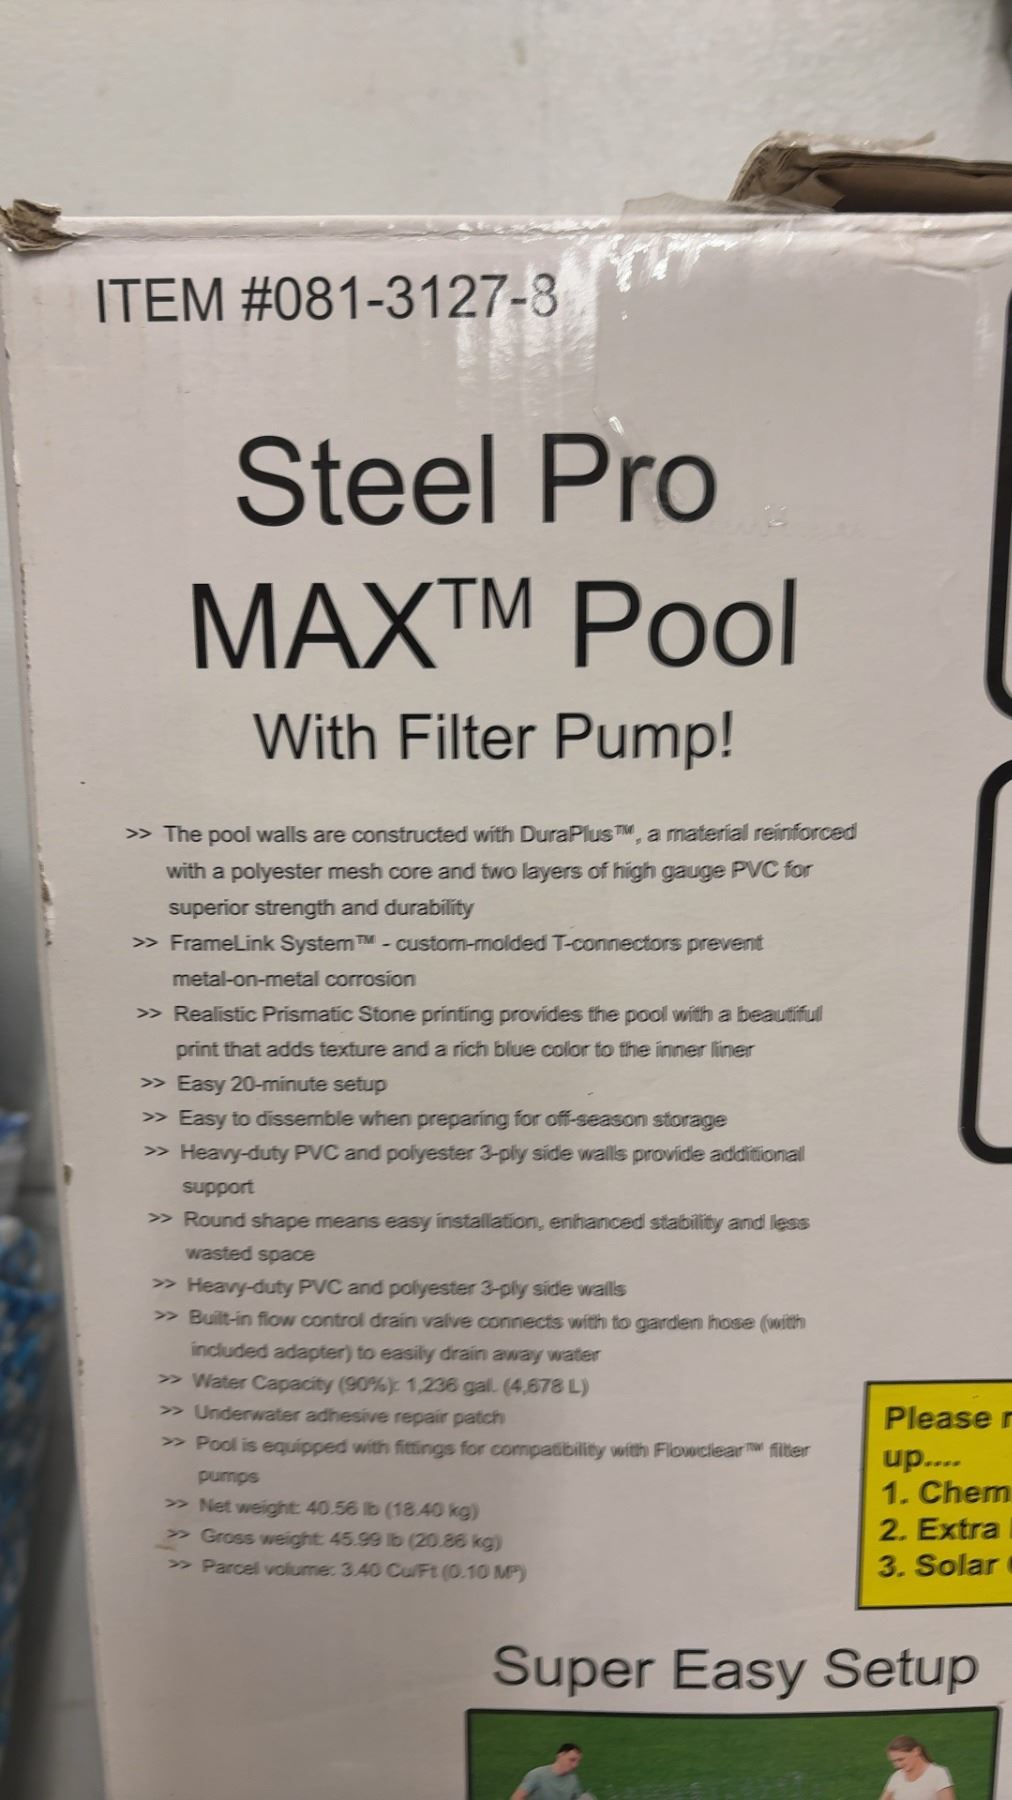 ITEM #081-3127-8
Steel Pro
MAX™ Pool
With Filter Pump!
>> The pool walls are constructed with DuraPlus™, a material reinforced
with a polyester mesh core and two layers of high gauge PVC for
superior strength and durability
>> FrameLink System™ - custom-molded T-connectors prevent
metal-on-metal corrosion
>> Realistic Prismatic Stone printing provides the pool with a beautiful
print that adds texture and a rich blue color to the inner liner
>> Easy 20-minute setup
>> Easy to dissemble when preparing for off-season storage
>> Heavy-duty PVC and polyester 3-ply side walls provide additional
support
>> Round shape means easy installation, enhanced stability and less
wasted space
>> Heavy-duty PVC and polyester 3-ply side walls
>> Built-in flow control drain valve connects with to garden hose (with
included adapter) to easily drain away water
>> Water Capacity (90%): 1,236 gal. (4,678 L)
>> Underwater adhesive repair patch
>> Pool is equipped with fittings for compatibility with Flowclear™ filter
pumps
>> Net weight: 40.56 lb (18.40 kg)
>> Gross weight: 45.99 lb (20.86 kg)
>> Parcel volume: 3.40 Cu/Ft (0.10 M³)
Please
up....
1. Chem
2. Extra
3. Solar
Super Easy Setup